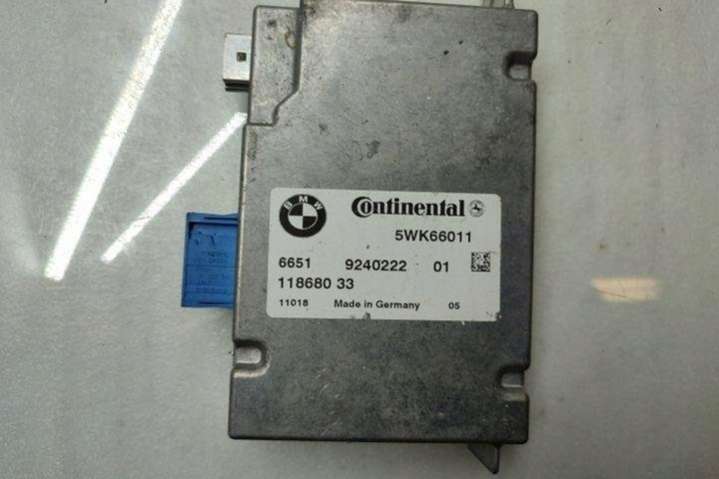 BMW
Continental
5WK66011
6651 9240222 01
118680 33
11018 Made in Germany 05